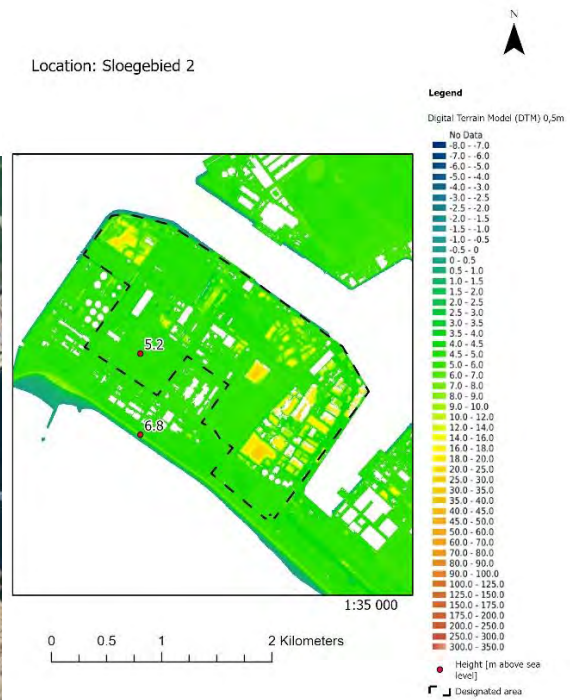 N
Location: Sloegebied 2
Legend
Digital Terrain Model (DTM) 0,5m
No Data
-8.0 - -7.0
-7.0 - -6.0
-6.0 - -5.0
-5.0 - -4.0
-4.0 - -3.0
-3.0 - -2.5
-2.5 - -2.0
-2.0 - -1.5
-1.5 - -1.0
-1.0 - -0.5
-0.5 - 0
0 - 0.5
0.5 - 1.0
1.0 - 1.5
1.5 - 2.0
2.0 - 2.5
2.5 - 3.0
3.0 - 3.5
3.5 - 4.0
4.0 - 4.5
4.5 - 5.0
5.0 - 6.0
6.0 - 7.0
7.0 - 8.0
8.0 - 9.0
9.0 - 10.0
10.0 - 12.0
12.0 - 14.0
14.0 - 16.0
16.0 - 18.0
18.0 - 20.0
20.0 - 25.0
25.0 - 30.0
30.0 - 35.0
35.0 - 40.0
40.0 - 45.0
45.0 - 50.0
50.0 - 60.0
60.0 - 70.0
70.0 - 80.0
80.0 - 90.0
90.0 - 100.0
100.0 - 125.0
125.0 - 150.0
150.0 - 175.0
175.0 - 200.0
200.0 - 250.0
250.0 - 300.0
300.0 - 350.0
Height [m above sea
level]
Designated area
5.2
6.8
1:35 000
0 0.5 1 2 Kilometers